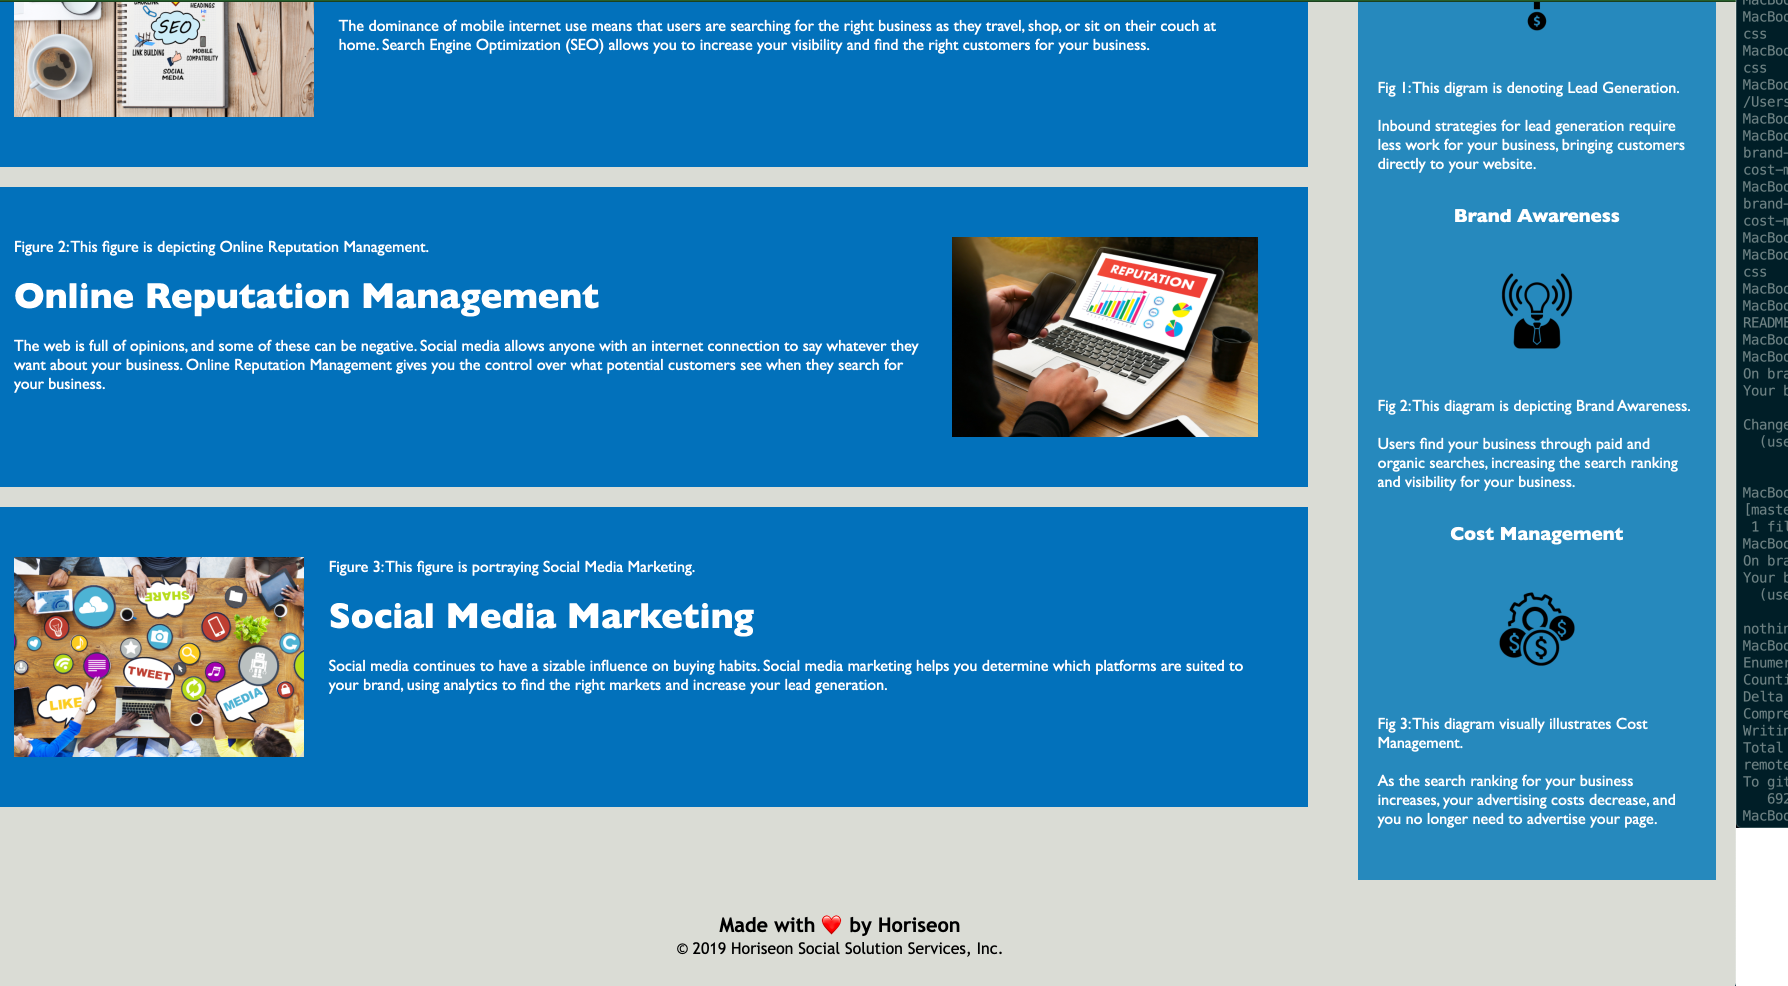 HEADINGS
SEO
LINK BUILDING
MOBILE
COMPATIBILITY
SOCIAL
MEDIA
The dominance of mobile internet use means that users are searching for the right business as they travel, shop, or sit on their couch at
home. Search Engine Optimization (SEO) allows you to increase your visibility and find the right customers for your business.
Figure 2: This figure is depicting Online Reputation Management.
Online Reputation Management
The web is full of opinions, and some of these can be negative. Social media allows anyone with an internet connection to say whatever they
want about your business. Online Reputation Management gives you the control over what potential customers see when they search for
your business.
REPUTATION
SHARE
TWEET
LIKE
MEDIA
Figure 3: This figure is portraying Social Media Marketing.
Social Media Marketing
Social media continues to have a sizable influence on buying habits. Social media marketing helps you determine which platforms are suited to
your brand, using analytics to find the right markets and increase your lead generation.
$
Fig 1: This digram is denoting Lead Generation.
Inbound strategies for lead generation require
less work for your business, bringing customers
directly to your website.
Brand Awareness
Fig 2: This diagram is depicting Brand Awareness.
Users find your business through paid and
organic searches, increasing the search ranking
and visibility for your business.
Cost Management
$ $ $
Fig 3: This diagram visually illustrates Cost
Management.
As the search ranking for your business
increases, your advertising costs decrease, and
you no longer need to advertise your page.
Made with ❤️ by Horiseon
© 2019 Horiseon Social Solution Services, Inc.
MacBoo
css
MacBoo
css
MacBoo
/Users
MacBoo
MacBoo
brand-
cost-m
MacBoo
brand-
cost-m
MacBoo
MacBoo
css
MacBoo
MacBoo
README
MacBoo
MacBoo
On bra
Your b
Change
(use
MacBoo
[maste
1 fil
MacBoo
On bra
Your b
(use
nothin
MacBoo
Enumer
Counti
Delta
Compre
Writin
Total
remote
To git
692
MacBoo